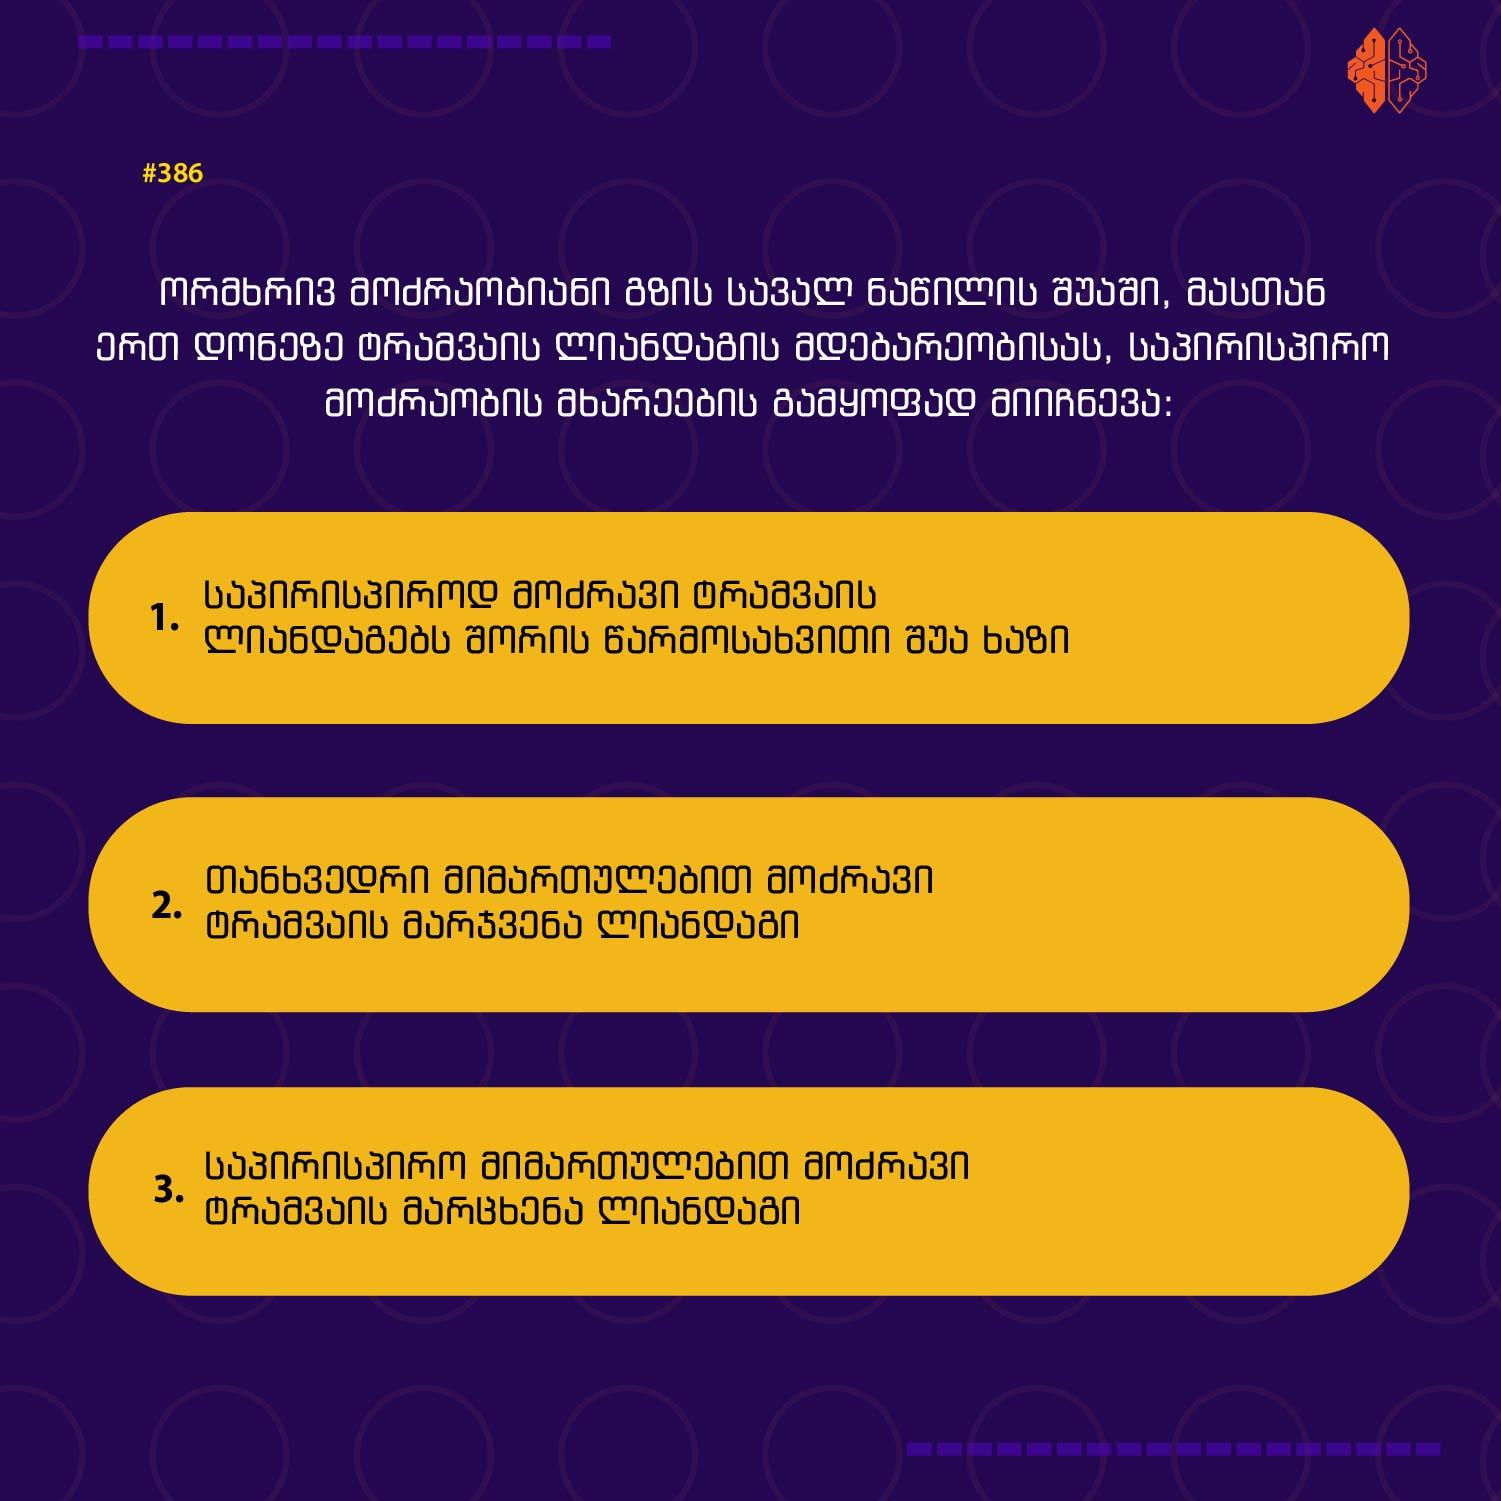 #386
ორმხრივ მოძრაობიანი გზის სავალ ნაწილის შუაში, მასთან
ერთ დონეზე ტრამვაის ლიანდაგის მდებარეობისას, საპირისპირო
მოძრაობის მხარეების გამყოფად მიიჩნევა:
1. საპირისპიროდ მოძრავი ტრამვაის
ლიანდაგებს შორის წარმოსახვითი შუა ხაზი
2. თანხვედრი მიმართულებით მოძრავი
ტრამვაის მარჯვენა ლიანდაგი
3. საპირისპირო მიმართულებით მოძრავი
ტრამვაის მარცხენა ლიანდაგი